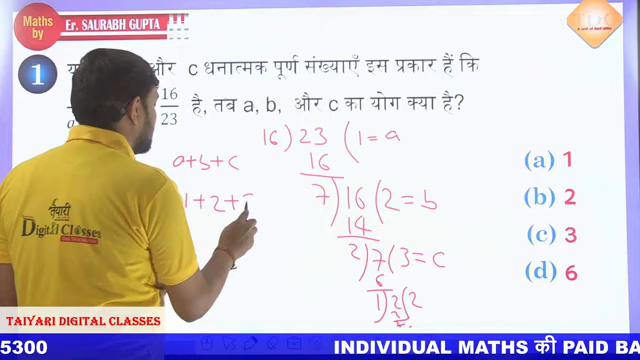 Maths by
Er. SAURABH GUPTA
TDC
1
और c धनात्मक पूर्ण संख्याएँ इस प्रकार हैं कि
16/23 है, तब a, b, और c का योग क्या है?
16) 23 (1 = a
16
7) 16 (2 = b
14
2) 7 (3 = c
6
1) 2 (2
a+b+c
1+2+
(a) 1
(b) 2
(c) 3
(d) 6
तैयारी
Digital Classes
TAIYARI DIGITAL CLASSES
5300
INDIVIDUAL MATHS की PAID BA